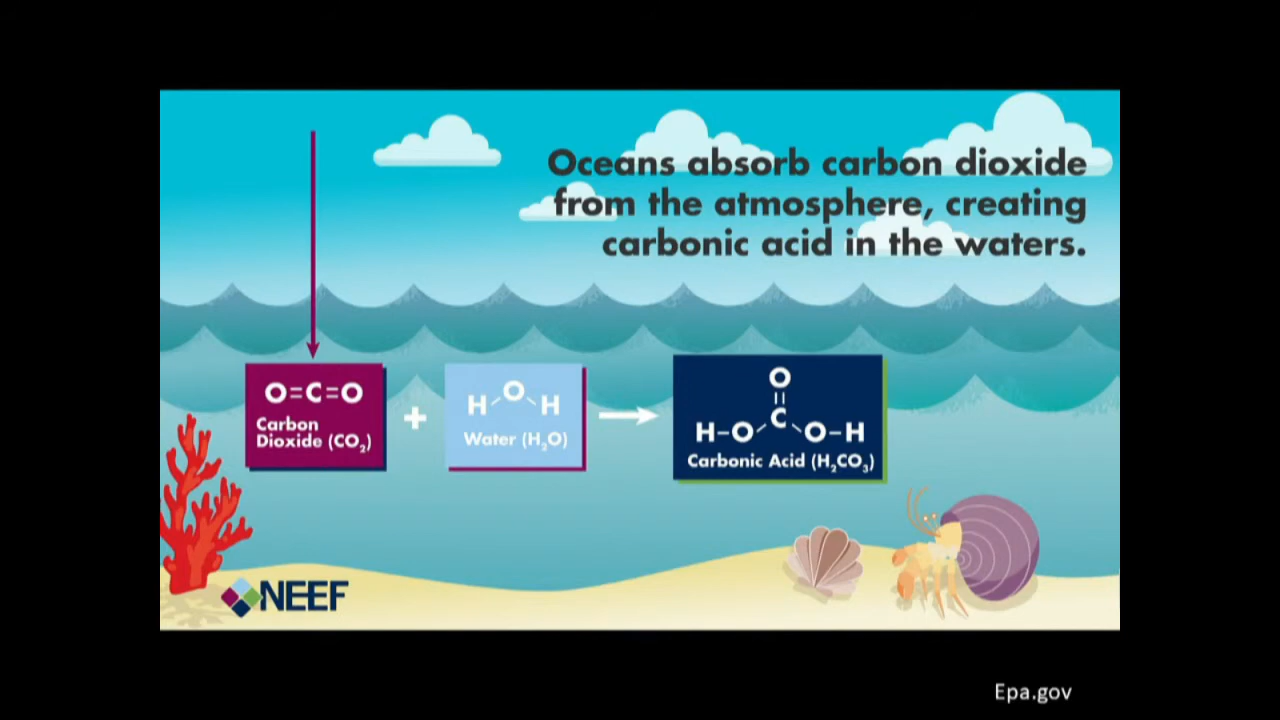 Oceans absorb carbon dioxide
from the atmosphere, creating
carbonic acid in the waters.
O=C=O
Carbon
Dioxide (CO₂)
+
H O H
Water (H₂O)
O
C
H-O O-H
Carbonic Acid (H₂CO₃)
NEEF
Epa.gov